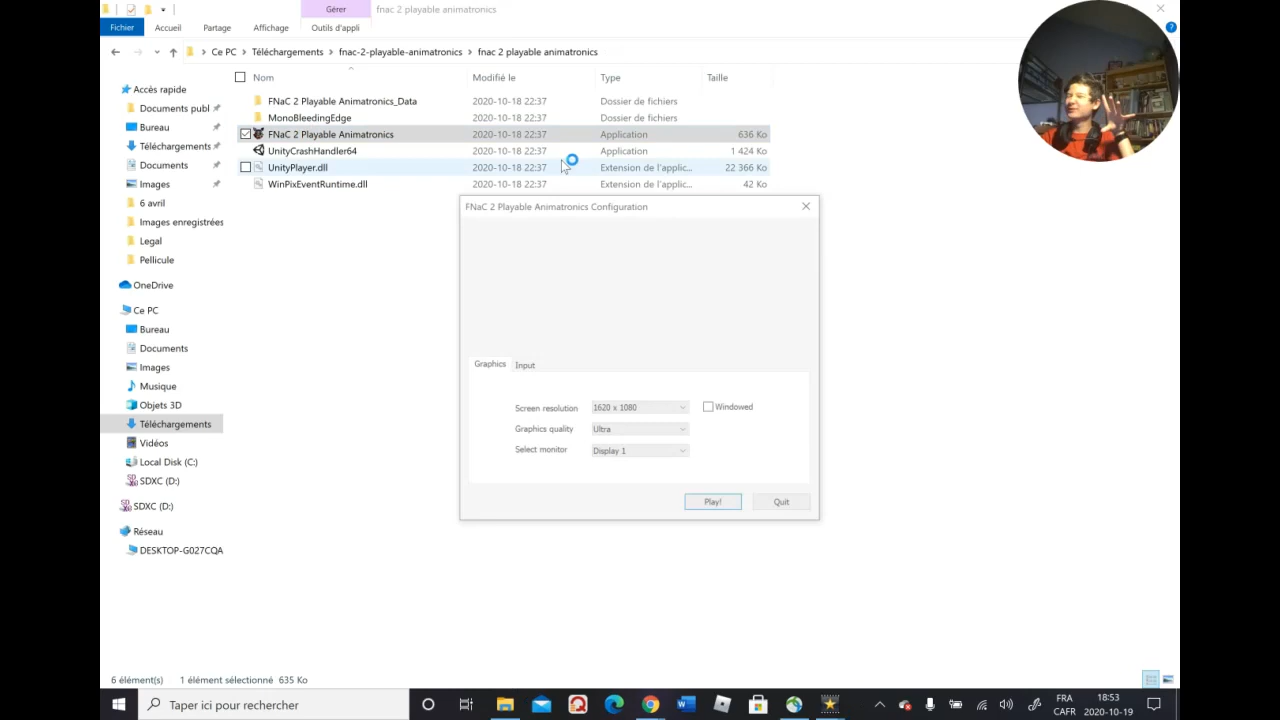 Gérer
fnac 2 playable animatronics
Fichier
Accueil
Partage
Affichage
Outils d'appli
Ce PC
Téléchargements
fnac-2-playable-animatronics
fnac 2 playable animatronics
Nom
Modifié le
Type
Taille
FNaC 2 Playable Animatronics_Data
2020-10-18 22:37
Dossier de fichiers
MonoBleedingEdge
2020-10-18 22:37
Dossier de fichiers
FNaC 2 Playable Animatronics
2020-10-18 22:37
Application
636 Ko
UnityCrashHandler64
2020-10-18 22:37
Application
1 424 Ko
UnityPlayer.dll
2020-10-18 22:37
Extension de l'applic...
22 366 Ko
WinPixEventRuntime.dll
2020-10-18 22:37
Extension de l'applic...
42 Ko
Accès rapide
Documents publ
Bureau
Téléchargements
Documents
Images
6 avril
Images enregistrées
Legal
Pellicule
OneDrive
Ce PC
Bureau
Documents
Images
Musique
Objets 3D
Téléchargements
Vidéos
Local Disk (C:)
SDXC (D:)
SDXC (D:)
Réseau
DESKTOP-G027CQA
FNaC 2 Playable Animatronics Configuration
Graphics
Input
Screen resolution
1620 x 1080
Windowed
Graphics quality
Ultra
Select monitor
Display 1
Play!
Quit
6 élément(s)
1 élément sélectionné
635 Ko
Taper ici pour rechercher
FRA
CAFR
18:53
2020-10-19